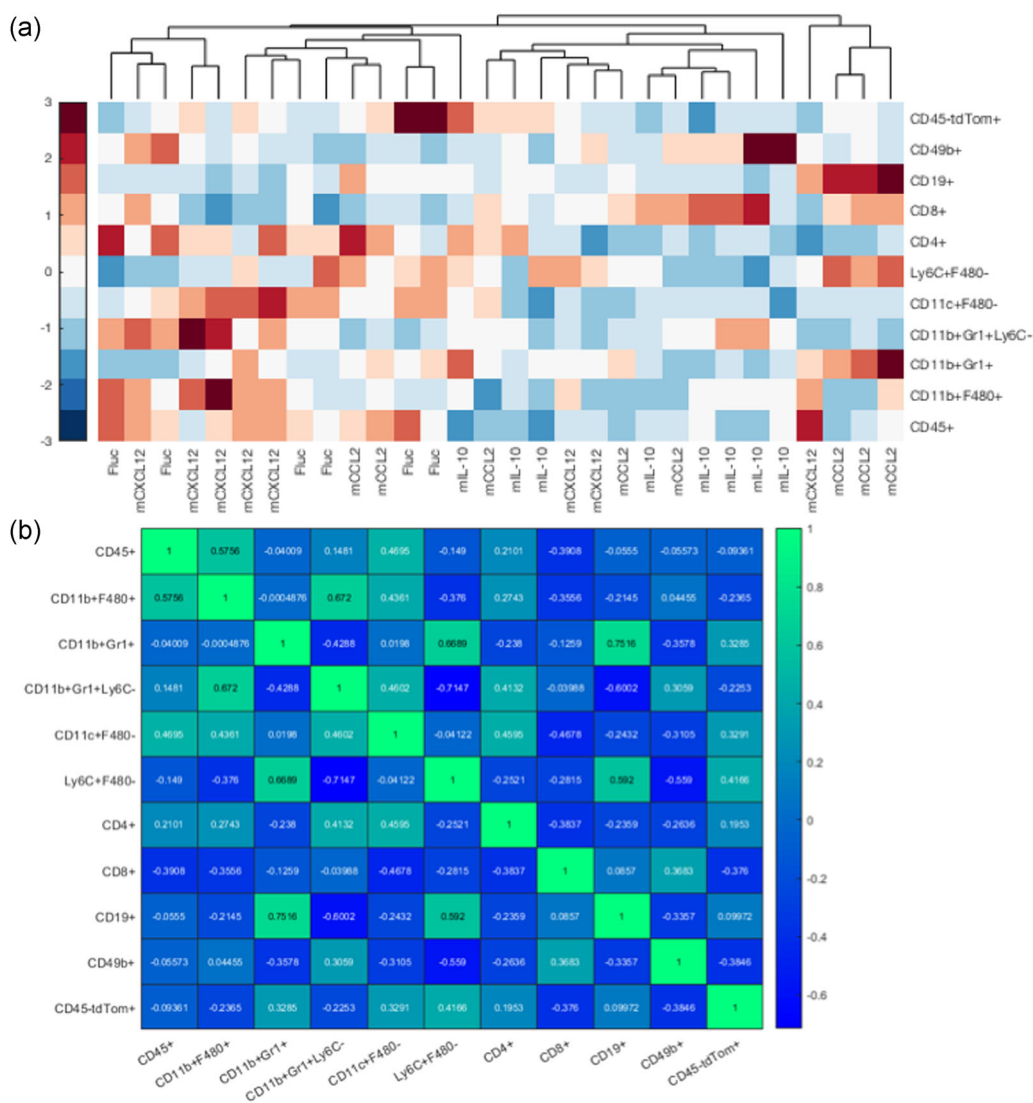 (a)
3
2
1
0
-1
-2
-3
CD45-tdTom+
CD49b+
CD19+
CD8+
CD4+
Ly6C+F480-
CD11c+F480-
CD11b+Gr1+Ly6C-
CD11b+Gr1+
CD11b+F480+
CD45+
Fluc
mCXCL12
Fluc
mCXCL12
mCXCL12
mCXCL12
mCXCL12
Fluc
Fluc
mCCL2
mCCL2
Fluc
Fluc
mIL-10
mCCL2
mIL-10
mIL-10
mCXCL12
mCXCL12
mCCL2
mIL-10
mCCL2
mIL-10
mIL-10
mIL-10
mIL-10
mCXCL12
mCCL2
mCCL2
mCCL2
(b)
CD45+ 1 0.5756 -0.04009 0.1481 0.4695 -0.149 0.2101 -0.3908 -0.0555 -0.05573 -0.09361
CD11b+F480+ 0.5756 1 -0.0004876 0.672 0.4361 -0.376 0.2743 -0.3556 -0.2145 0.04455 -0.2365
CD11b+Gr1+ -0.04009 -0.0004876 1 -0.4288 0.0198 0.6689 -0.238 -0.1259 0.7516 -0.3578 0.3285
CD11b+Gr1+Ly6C- 0.1481 0.672 -0.4288 1 0.4602 -0.7147 0.4132 -0.03988 -0.6002 0.3059 -0.2253
CD11c+F480- 0.4695 0.4361 0.0198 0.4602 1 -0.04122 0.4595 -0.4678 -0.2432 -0.3105 0.3291
Ly6C+F480- -0.149 -0.376 0.6689 -0.7147 -0.04122 1 -0.2521 -0.2815 0.592 -0.559 0.4166
CD4+ 0.2101 0.2743 -0.238 0.4132 0.4595 -0.2521 1 -0.3837 -0.2359 -0.2636 0.1953
CD8+ -0.3908 -0.3556 -0.1259 -0.03988 -0.4678 -0.2815 -0.3837 1 0.0857 0.3683 -0.376
CD19+ -0.0555 -0.2145 0.7516 -0.6002 -0.2432 0.592 -0.2359 0.0857 1 -0.3357 0.09972
CD49b+ -0.05573 0.04455 -0.3578 0.3059 -0.3105 -0.559 -0.2636 0.3683 -0.3357 1 -0.3846
CD45-tdTom+ -0.09361 -0.2365 0.3285 -0.2253 0.3291 0.4166 0.1953 -0.376 0.09972 -0.3846 1
CD45+
CD11b+F480+
CD11b+Gr1+
CD11b+Gr1+Ly6C-
CD11c+F480-
Ly6C+F480-
CD4+
CD8+
CD19+
CD49b+
CD45-tdTom+
1
0.8
0.6
0.4
0.2
0
-0.2
-0.4
-0.6